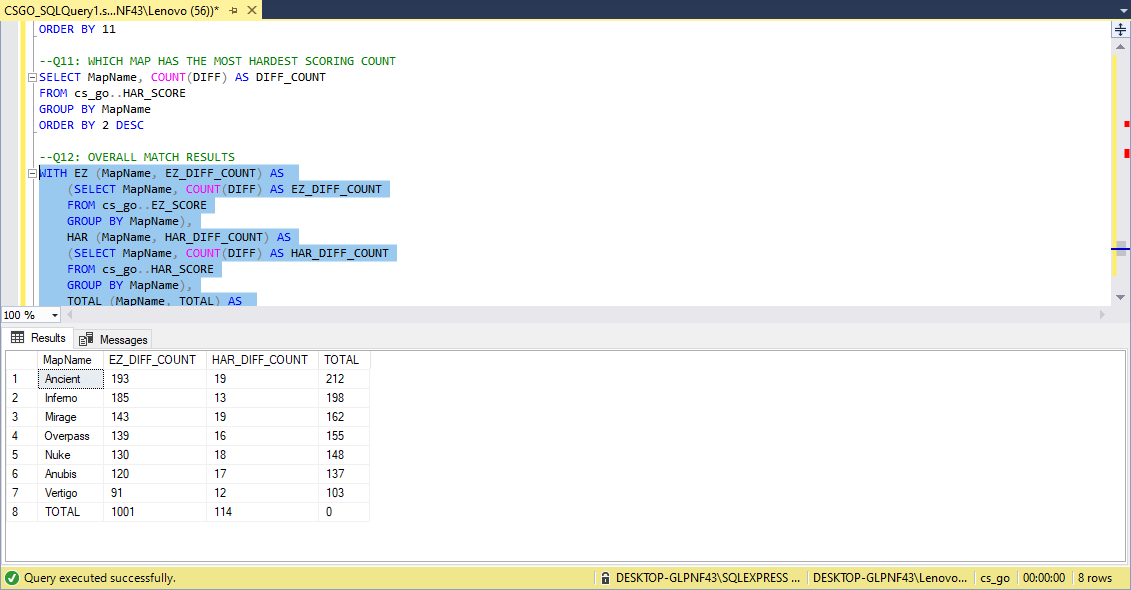 CSGO_SQLQuery1.s...NF43\Lenovo (56))*
ORDER BY 11
--Q11: WHICH MAP HAS THE MOST HARDEST SCORING COUNT
SELECT MapName, COUNT(DIFF) AS DIFF_COUNT
FROM cs_go..HAR_SCORE
GROUP BY MapName
ORDER BY 2 DESC
--Q12: OVERALL MATCH RESULTS
WITH EZ (MapName, EZ_DIFF_COUNT) AS
(SELECT MapName, COUNT(DIFF) AS EZ_DIFF_COUNT
FROM cs_go..EZ_SCORE
GROUP BY MapName),
HAR (MapName, HAR_DIFF_COUNT) AS
(SELECT MapName, COUNT(DIFF) AS HAR_DIFF_COUNT
FROM cs_go..HAR_SCORE
GROUP BY MapName),
TOTAL (MapName, TOTAL) AS
100 %
Results Messages
MapName EZ_DIFF_COUNT HAR_DIFF_COUNT TOTAL
1 Ancient 193 19 212
2 Inferno 185 13 198
3 Mirage 143 19 162
4 Overpass 139 16 155
5 Nuke 130 18 148
6 Anubis 120 17 137
7 Vertigo 91 12 103
8 TOTAL 1001 114 0
Query executed successfully. DESKTOP-GLPNF43\SQLEXPRESS ... DESKTOP-GLPNF43\Lenovo... cs_go 00:00:00 8 rows